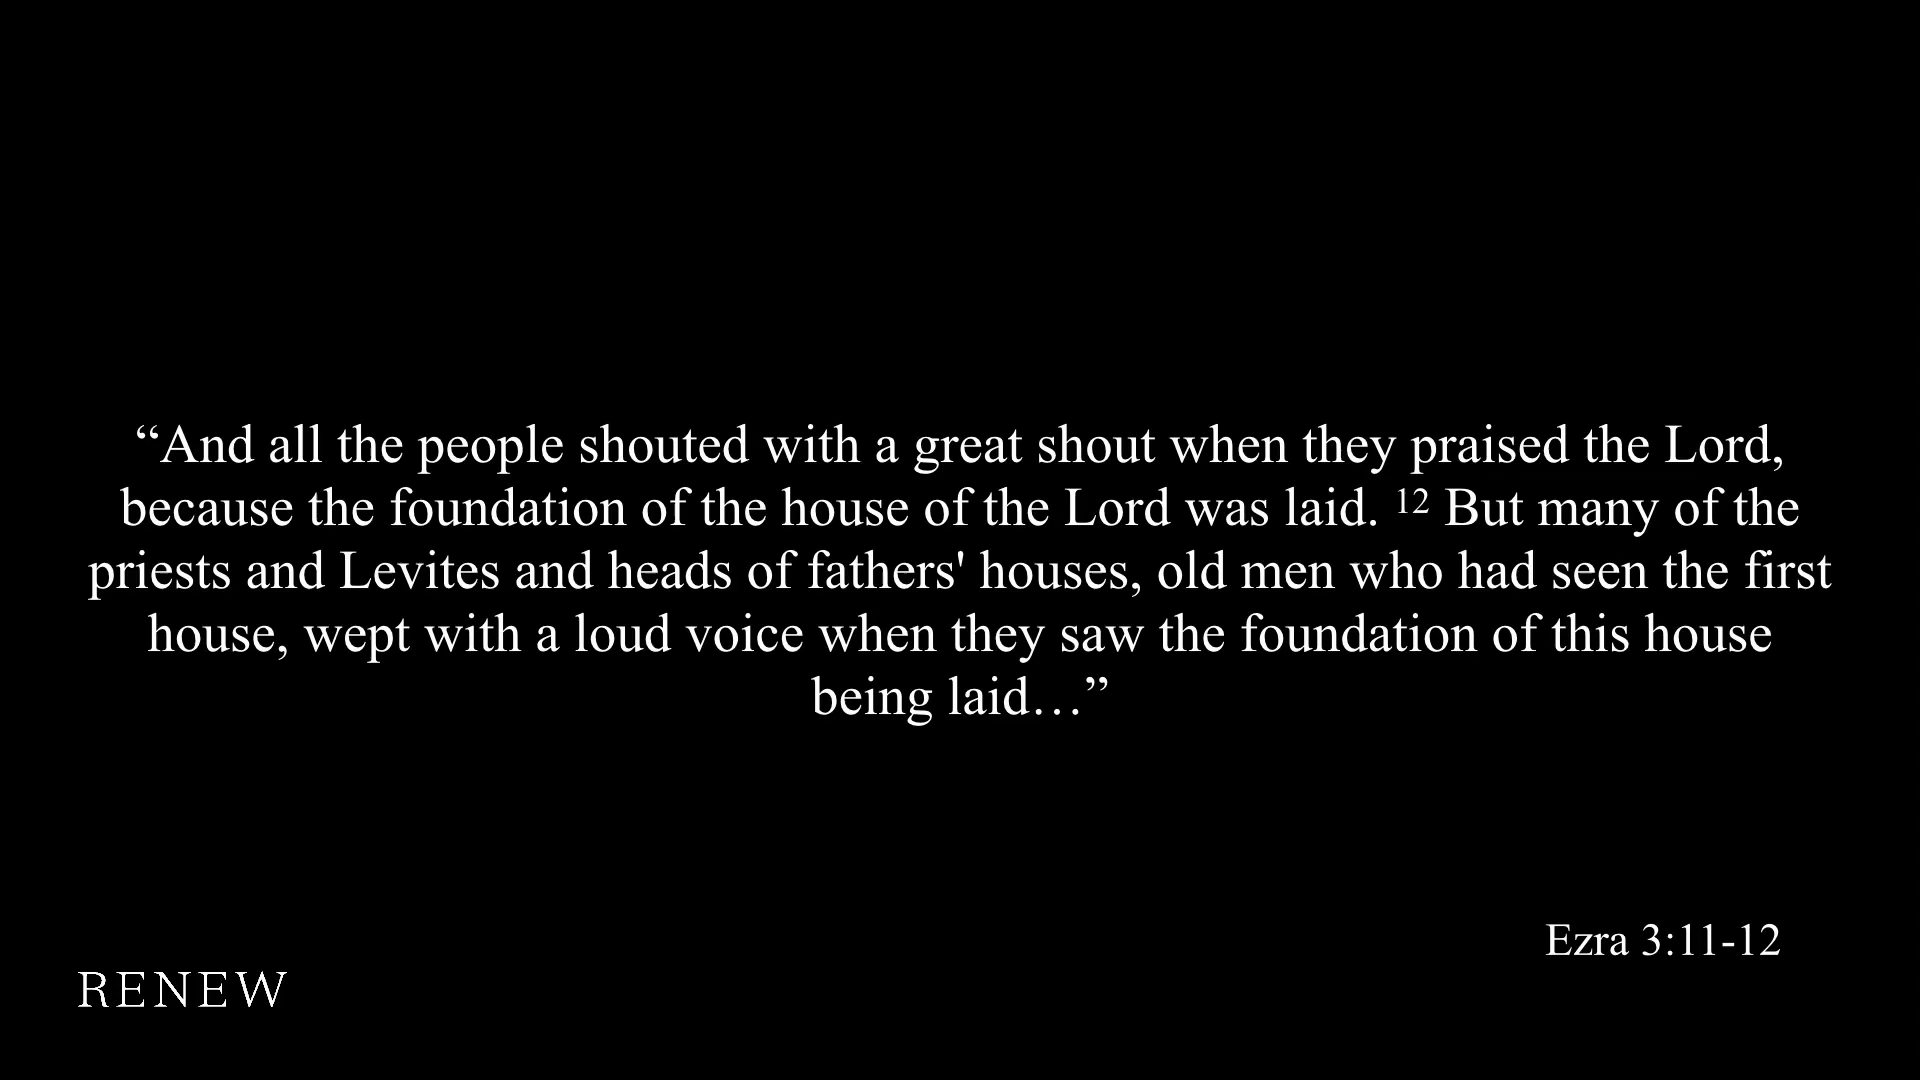 “And all the people shouted with a great shout when they praised the Lord,
because the foundation of the house of the Lord was laid. 12 But many of the
priests and Levites and heads of fathers' houses, old men who had seen the first
house, wept with a loud voice when they saw the foundation of this house
being laid…”
Ezra 3:11-12
RENEW